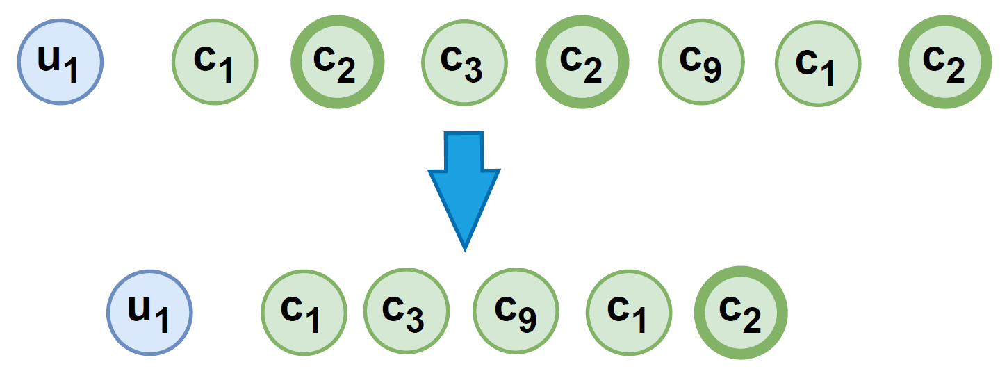 u₁ c₁ c₂ c₃ c₂ c₉ c₁ c₂
u₁ c₁ c₃ c₉ c₁ c₂